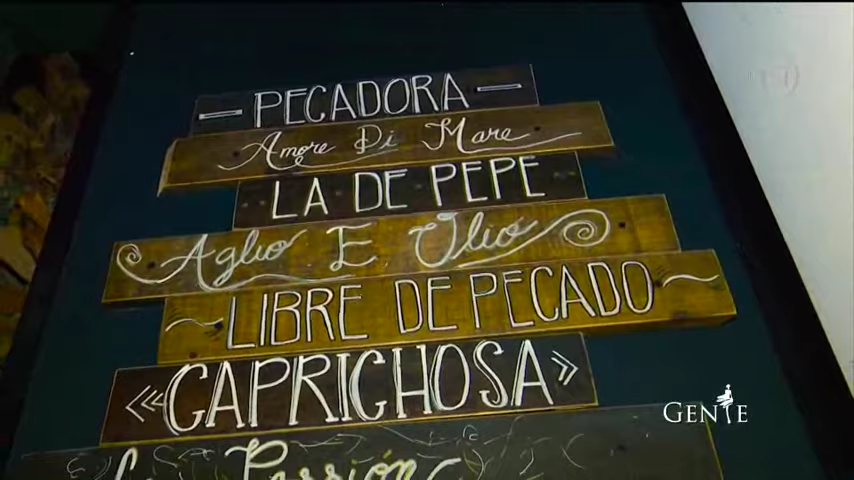 PECADORA
Amore Di Mare
LA DE PEPE
Aglio E Olio
LIBRE DE PECADO
CAPRICHOSA
GENTE